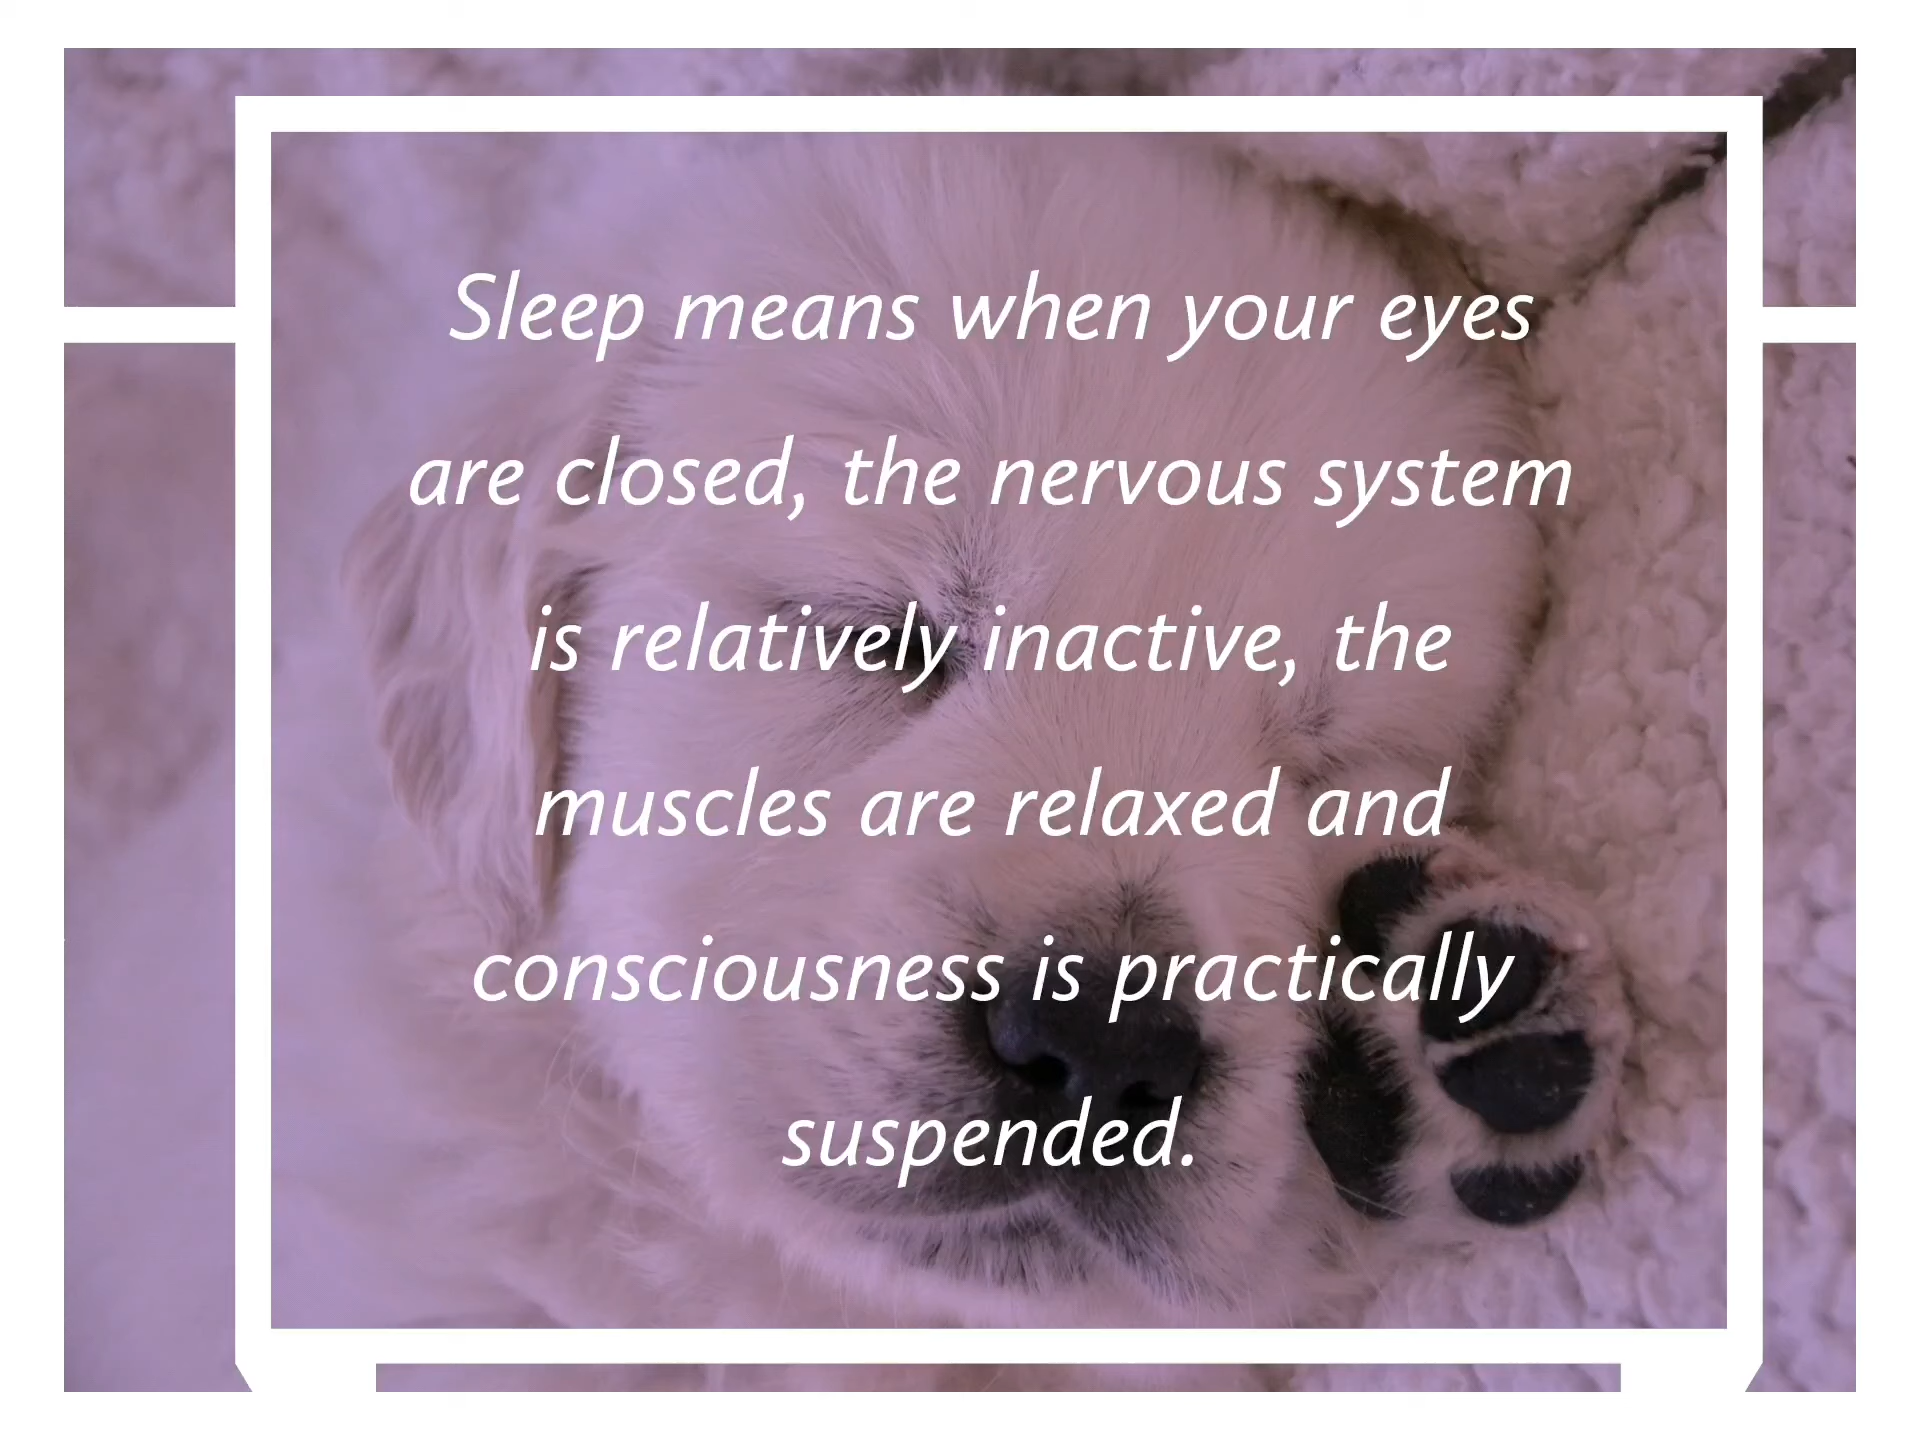 Sleep means when your eyes
are closed, the nervous system
is relatively inactive, the
muscles are relaxed and
consciousness is practically
suspended.